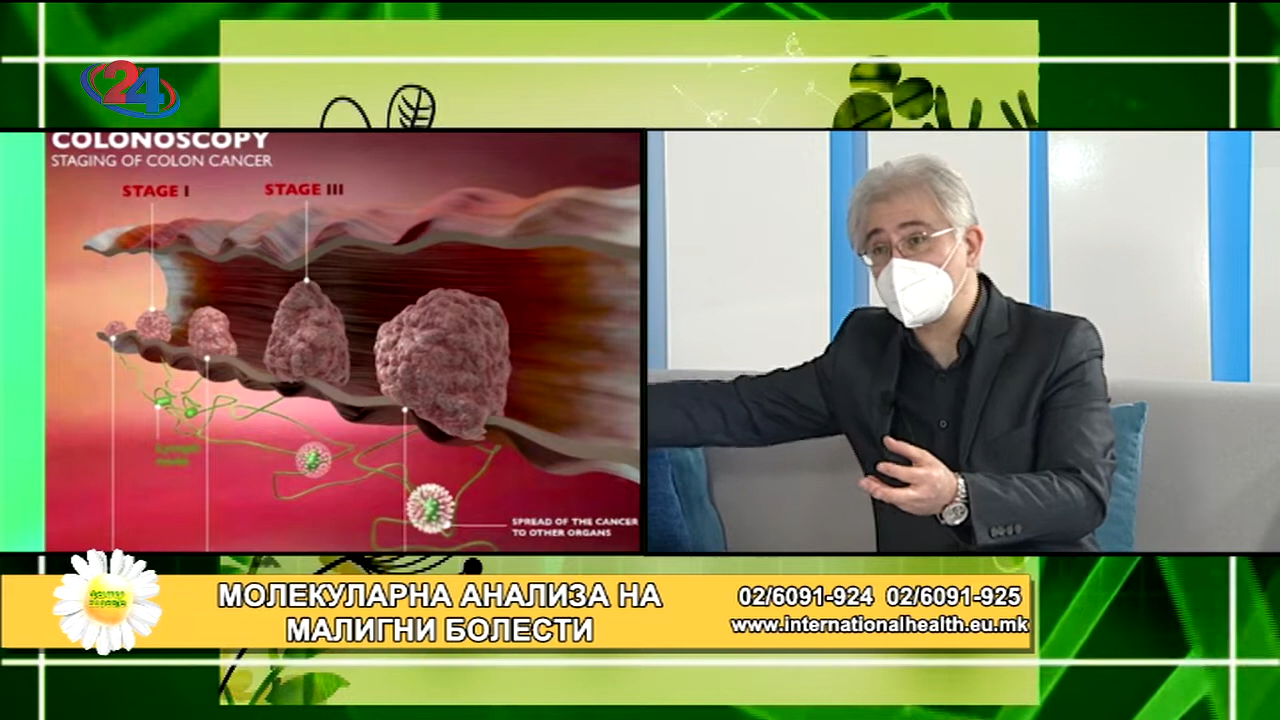 24
COLONOSCOPY
STAGING OF COLON CANCER
STAGE I
STAGE III
SPREAD OF THE CANCER
TO OTHER ORGANS
МОЛЕКУЛАРНА АНАЛИЗА НА
МАЛИГНИ БОЛЕСТИ
02/6091-924 02/6091-925
www.internationalhealth.eu.mk